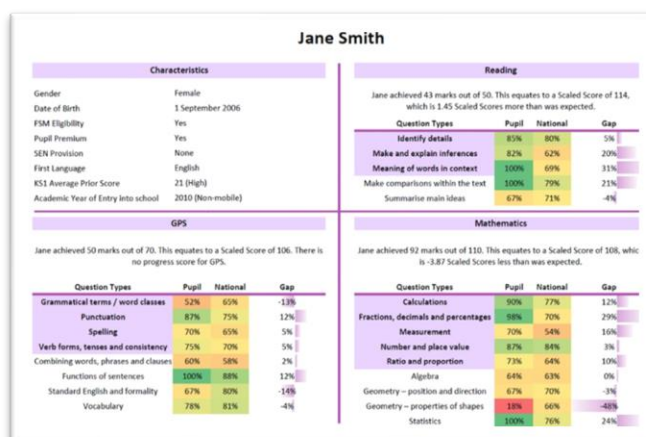 Jane Smith
Characteristics
Gender Female
Date of Birth 1 September 2006
FSM Eligibility Yes
Pupil Premium Yes
SEN Provision None
First Language English
KS1 Average Prior Score 21 (High)
Academic Year of Entry into school 2010 (Non-mobile)
Reading
Jane achieved 43 marks out of 50. This equates to a Scaled Score of 114,
which is 1.45 Scaled Scores more than was expected.
Question Types Pupil National Gap
Identify details 85% 80% 5%
Make and explain inferences 82% 62% 20%
Meaning of words in context 100% 69% 31%
Make comparisons within the text 100% 79% 21%
Summarise main ideas 67% 71% -4%
GPS
Jane achieved 50 marks out of 70. This equates to a Scaled Score of 106. There is
no progress score for GPS.
Question Types Pupil National Gap
Grammatical terms / word classes 52% 65% -13%
Punctuation 87% 75% 12%
Spelling 70% 65% 5%
Verb forms, tenses and consistency 75% 70% 5%
Combining words, phrases and clauses 60% 58% 2%
Functions of sentences 100% 88% 12%
Standard English and formality 67% 80% -14%
Vocabulary 78% 81% -4%
Mathematics
Jane achieved 92 marks out of 110. This equates to a Scaled Score of 108, whic
is -3.87 Scaled Scores less than was expected.
Question Types Pupil National Gap
Calculations 90% 77% 12%
Fractions, decimals and percentages 98% 70% 29%
Measurement 70% 54% 16%
Number and place value 87% 84% 3%
Ratio and proportion 73% 64% 10%
Algebra 64% 63% 0%
Geometry – position and direction 67% 70% -3%
Geometry – properties of shapes 18% 66% -48%
Statistics 100% 76% 24%